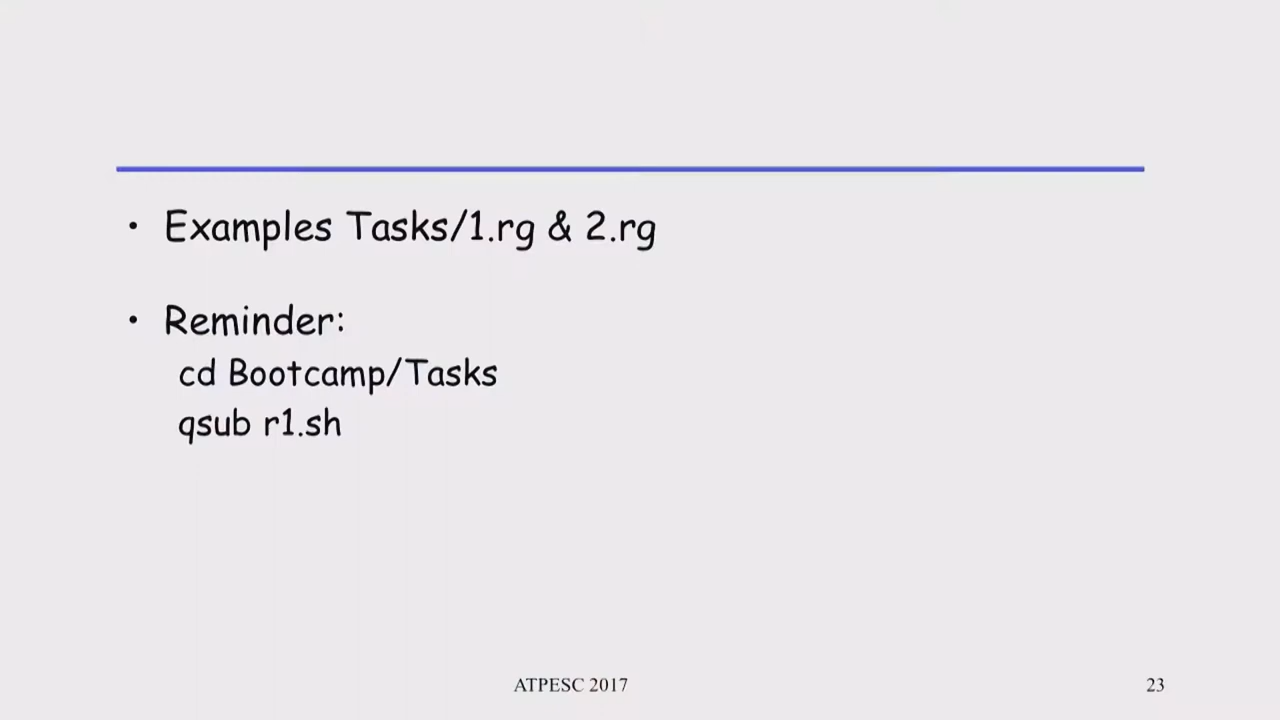 • Examples Tasks/1.rg & 2.rg
• Reminder:
cd Bootcamp/Tasks
qsub r1.sh
ATPESC 2017
23